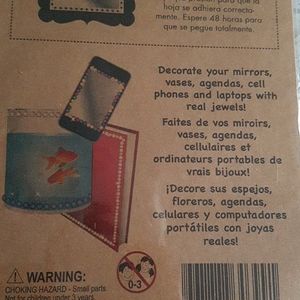 hoja se adhiera correcta-
mente. Espere 48 horas para
que se pegue totalmente.
Decorate your mirrors,
vases, agendas, cell
phones and laptops with
real jewels!
Faites de vos miroirs,
vases, agendas,
cellulaires et
ordinateurs portables de
vrais bijoux!
¡Decore sus espejos,
floreros, agendas,
celulares y computadores
portátiles con joyas
reales!
WARNING:
CHOKING HAZARD - Small parts
Not for children under 3 years.
0-3